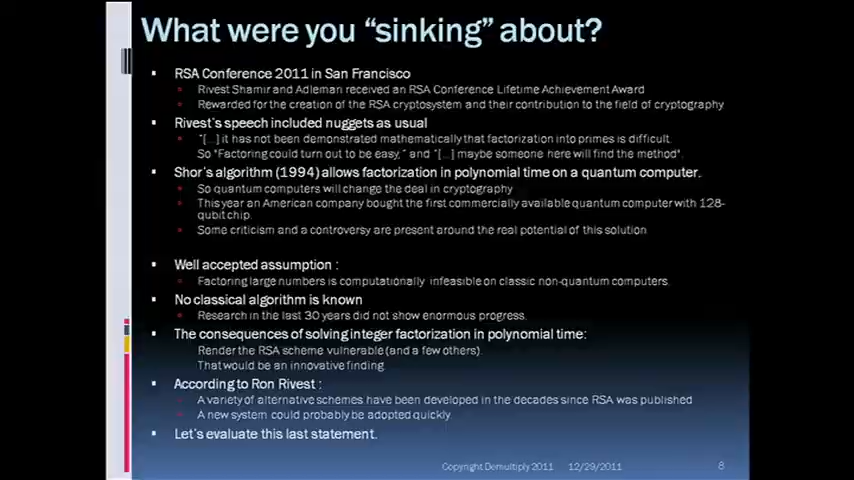 What were you “sinking” about?
RSA Conference 2011 in San Francisco
Rivest Shamir and Adleman received an RSA Conference Lifetime Achievement Award
Rewarded for the creation of the RSA cryptosystem and their contribution to the field of cryptography
Rivest's speech included nuggets as usual
"[...] it has not been demonstrated mathematically that factorization into primes is difficult.
So "Factoring could turn out to be easy," and "[...] maybe someone here will find the method".
Shor's algorithm (1994) allows factorization in polynomial time on a quantum computer.
So quantum computers will change the deal in cryptography
This year an American company bought the first commercially available quantum computer with 128-
qubit chip.
Some criticism and a controversy are present around the real potential of this solution
Well accepted assumption :
Factoring large numbers is computationally infeasible on classic non-quantum computers.
No classical algorithm is known
Research in the last 30 years did not show enormous progress.
The consequences of solving integer factorization in polynomial time:
Render the RSA scheme vulnerable (and a few others).
That would be an innovative finding
According to Ron Rivest :
A variety of alternative schemes have been developed in the decades since RSA was published
A new system could probably be adopted quickly.
Let's evaluate this last statement.
Copyright Demultiply 2011 12/29/2011 8